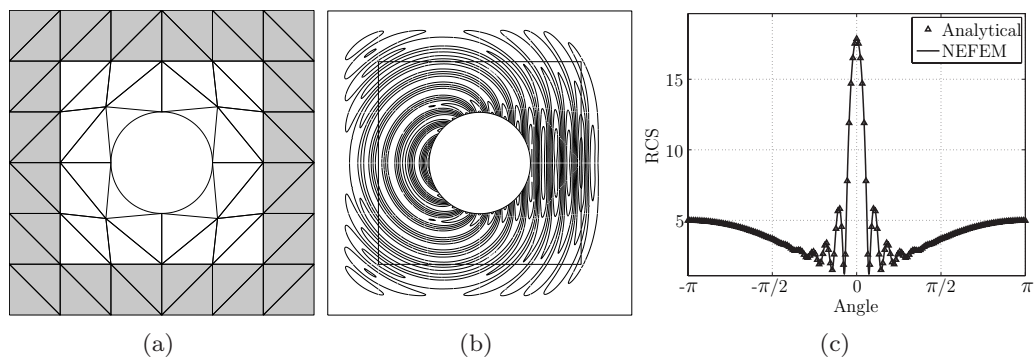 Analytical
NEFEM
15
10
5
RCS
-π -π/2 0 π/2 π
Angle
(a) (b) (c)